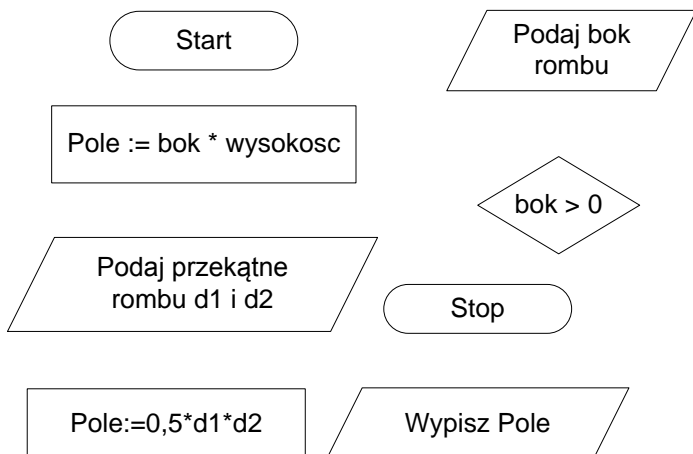 Start
Podaj bok
rombu
Pole := bok * wysokosc
bok > 0
Podaj przekątne
rombu d1 i d2
Stop
Pole:=0,5*d1*d2
Wypisz Pole